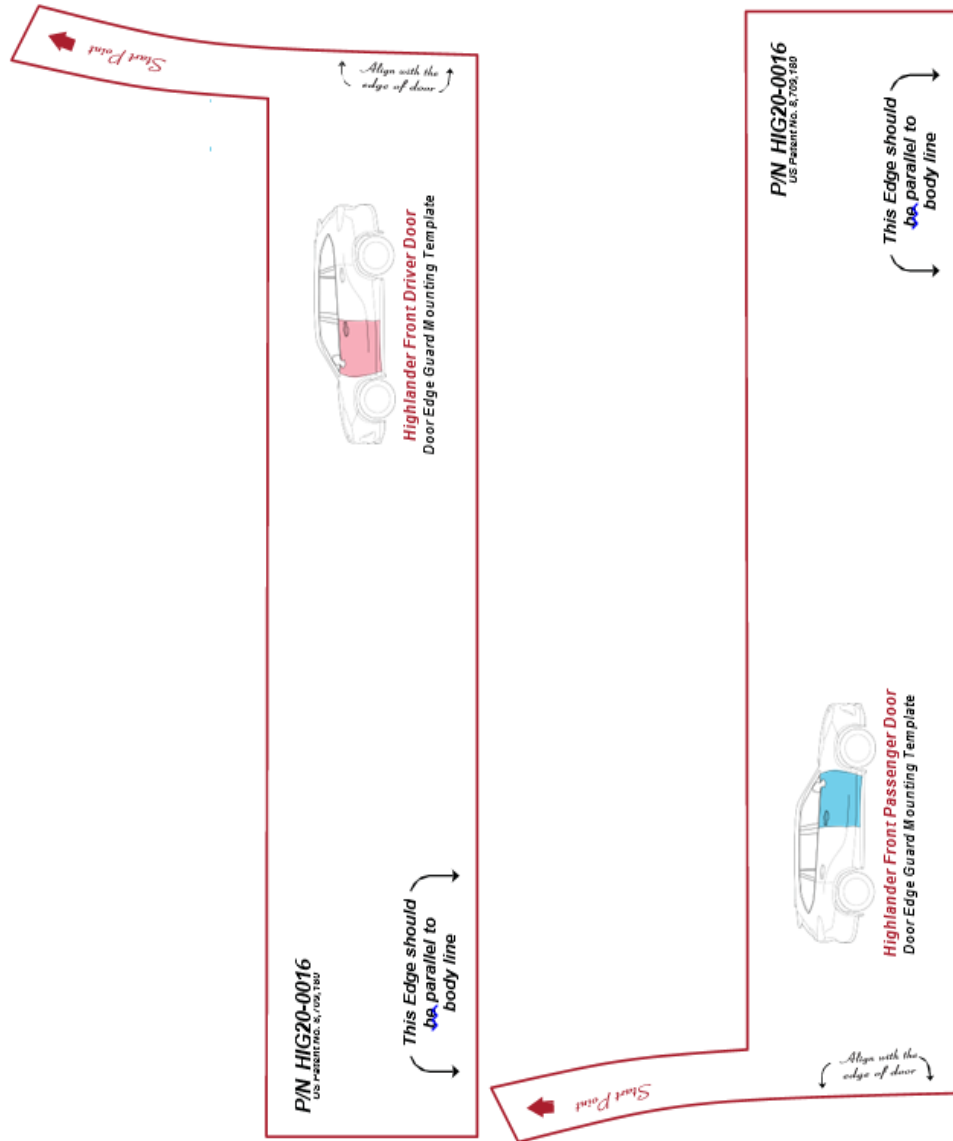 Start Point
Align with the
edge of door
Highlander Front Driver Door
Door Edge Guard Mounting Template
P/N HIG20-0016
US Patent No. 8,709,180
This Edge should
be parallel to
body line
P/N HIG20-0016
US Patent No. 8,709,180
This Edge should
be parallel to
body line
Highlander Front Passenger Door
Door Edge Guard Mounting Template
Start Point
Align with the
edge of door